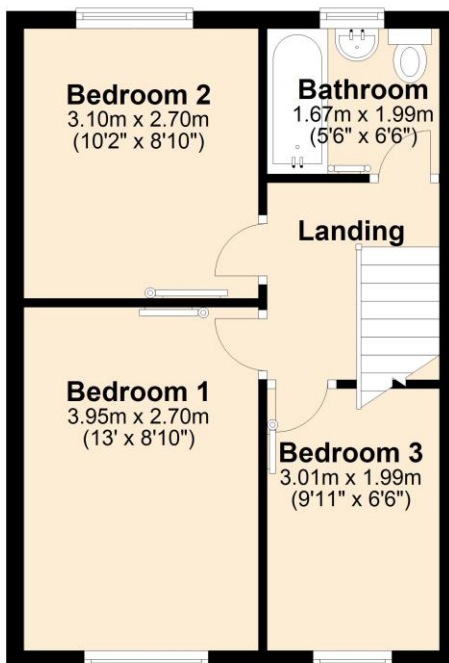 Bedroom 2
3.10m x 2.70m
(10'2" x 8'10")
Bathroom
1.67m x 1.99m
(5'6" x 6'6")
Landing
Bedroom 1
3.95m x 2.70m
(13' x 8'10")
Bedroom 3
3.01m x 1.99m
(9'11" x 6'6")